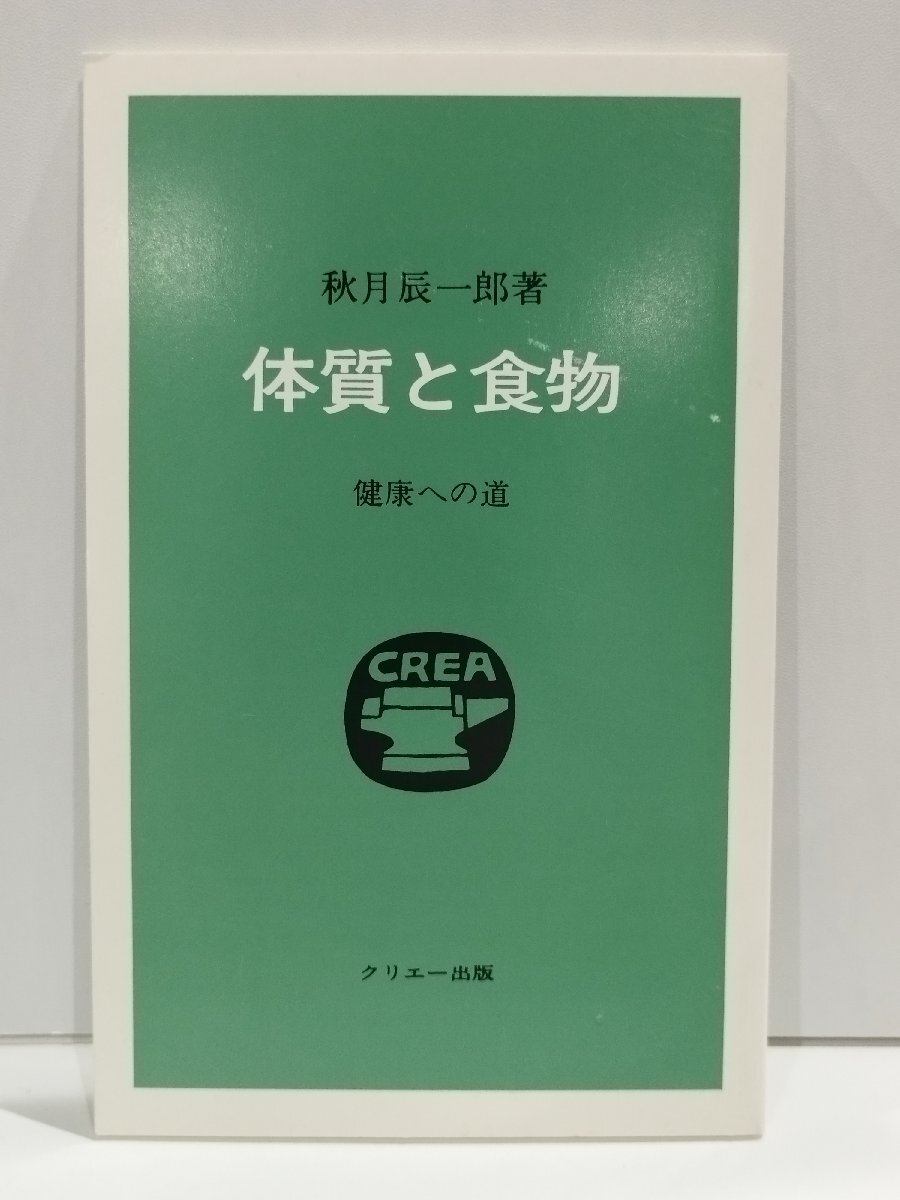 秋月辰一郎著
体質と食物
健康への道
CREA
クリエー出版